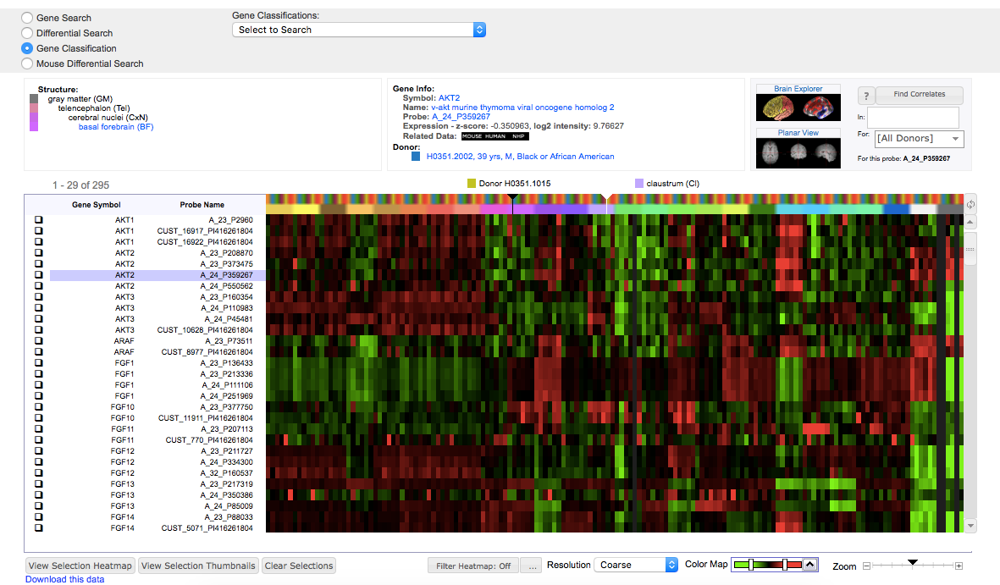 Gene Search
Differential Search
Gene Classification
Mouse Differential Search
Gene Classifications:
Select to Search
Structure:
gray matter (GM)
telencephalon (Tel)
cerebral nuclei (CxN)
basal forebrain (BF)
Gene Info:
Symbol: AKT2
Name: v-akt murine thymoma viral oncogene homolog 2
Probe: A_24_P359267
Expression - z-score: -0.350963, log2 intensity: 9.76627
Related Data: MOUSE HUMAN NHP
Donor:
H0351.2002, 39 yrs, M, Black or African American
Brain Explorer
Planar View
? Find Correlates
In:
For: [All Donors]
For this probe: A_24_P359267
1 - 29 of 295
Donor H0351.1015
claustrum (Cl)
Gene Symbol Probe Name
AKT1 A_23_P2960
AKT1 CUST_16917_PI416261804
AKT1 CUST_16922_PI416261804
AKT2 A_23_P208870
AKT2 A_23_P373475
AKT2 A_24_P359267
AKT2 A_24_P550562
AKT3 A_23_P160354
AKT3 A_24_P110983
AKT3 A_24_P45481
AKT3 CUST_10628_PI416261804
ARAF A_23_P73511
ARAF CUST_8977_PI416261804
FGF1 A_23_P136433
FGF1 A_23_P213336
FGF1 A_24_P111106
FGF1 A_24_P251969
FGF10 A_23_P377750
FGF10 CUST_11911_PI416261804
FGF11 A_23_P207113
FGF11 CUST_770_PI416261804
FGF12 A_23_P211727
FGF12 A_24_P334300
FGF12 A_32_P160537
FGF13 A_23_P217319
FGF13 A_24_P350386
FGF13 A_24_P85009
FGF14 A_23_P88033
FGF14 CUST_5071_PI416261804
View Selection Heatmap View Selection Thumbnails Clear Selections
Filter Heatmap: Off ... Resolution Coarse Color Map Zoom
Download this data